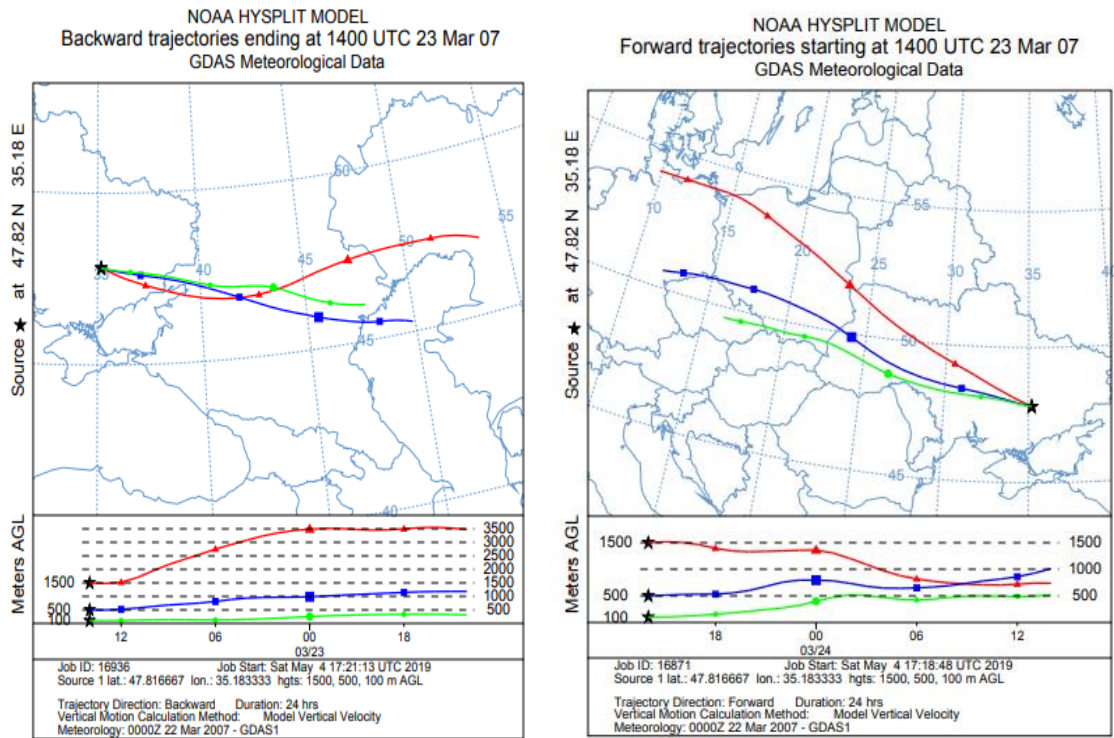 NOAA HYSPLIT MODEL
Backward trajectories ending at 1400 UTC 23 Mar 07
GDAS Meteorological Data
Source ★ at 47.82 N 35.18 E
50
55
50
45
40
35
45
40
Meters AGL
3500
3000
2500
2000
1500
1500
1000
500
500
100
12
06
00
18
03/23
Job ID: 16936 Job Start: Sat May 4 17:21:13 UTC 2019
Source 1 lat.: 47.816667 lon.: 35.183333 hgts: 1500, 500, 100 m AGL
Trajectory Direction: Backward Duration: 24 hrs
Vertical Motion Calculation Method: Model Vertical Velocity
Meteorology: 0000Z 22 Mar 2007 - GDAS1
NOAA HYSPLIT MODEL
Forward trajectories starting at 1400 UTC 23 Mar 07
GDAS Meteorological Data
Source ★ at 47.82 N 35.18 E
10
15
20
55
25
30
35
40
50
45
Meters AGL
1500
1500
1000
500
500
100
18
00
06
12
03/24
Job ID: 16871 Job Start: Sat May 4 17:18:48 UTC 2019
Source 1 lat.: 47.816667 lon.: 35.183333 hgts: 1500, 500, 100 m AGL
Trajectory Direction: Forward Duration: 24 hrs
Vertical Motion Calculation Method: Model Vertical Velocity
Meteorology: 0000Z 22 Mar 2007 - GDAS1